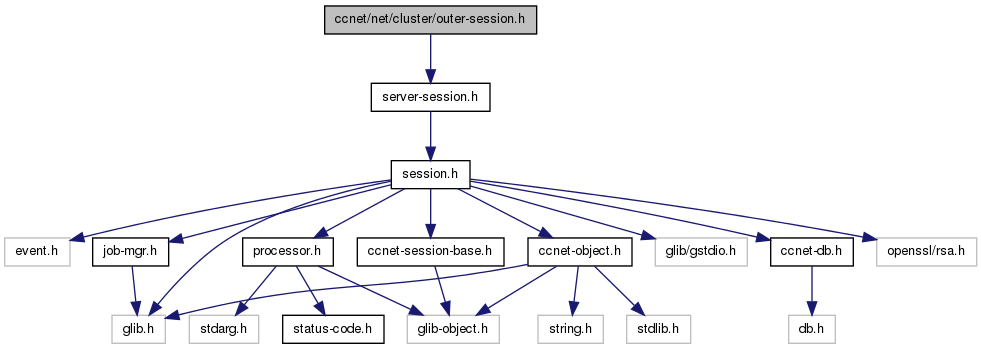 ccnet/net/cluster/outer-session.h
server-session.h
session.h
event.h
job-mgr.h
processor.h
ccnet-session-base.h
ccnet-object.h
glib/gstdio.h
ccnet-db.h
openssl/rsa.h
glib.h
stdarg.h
status-code.h
glib-object.h
string.h
stdlib.h
db.h